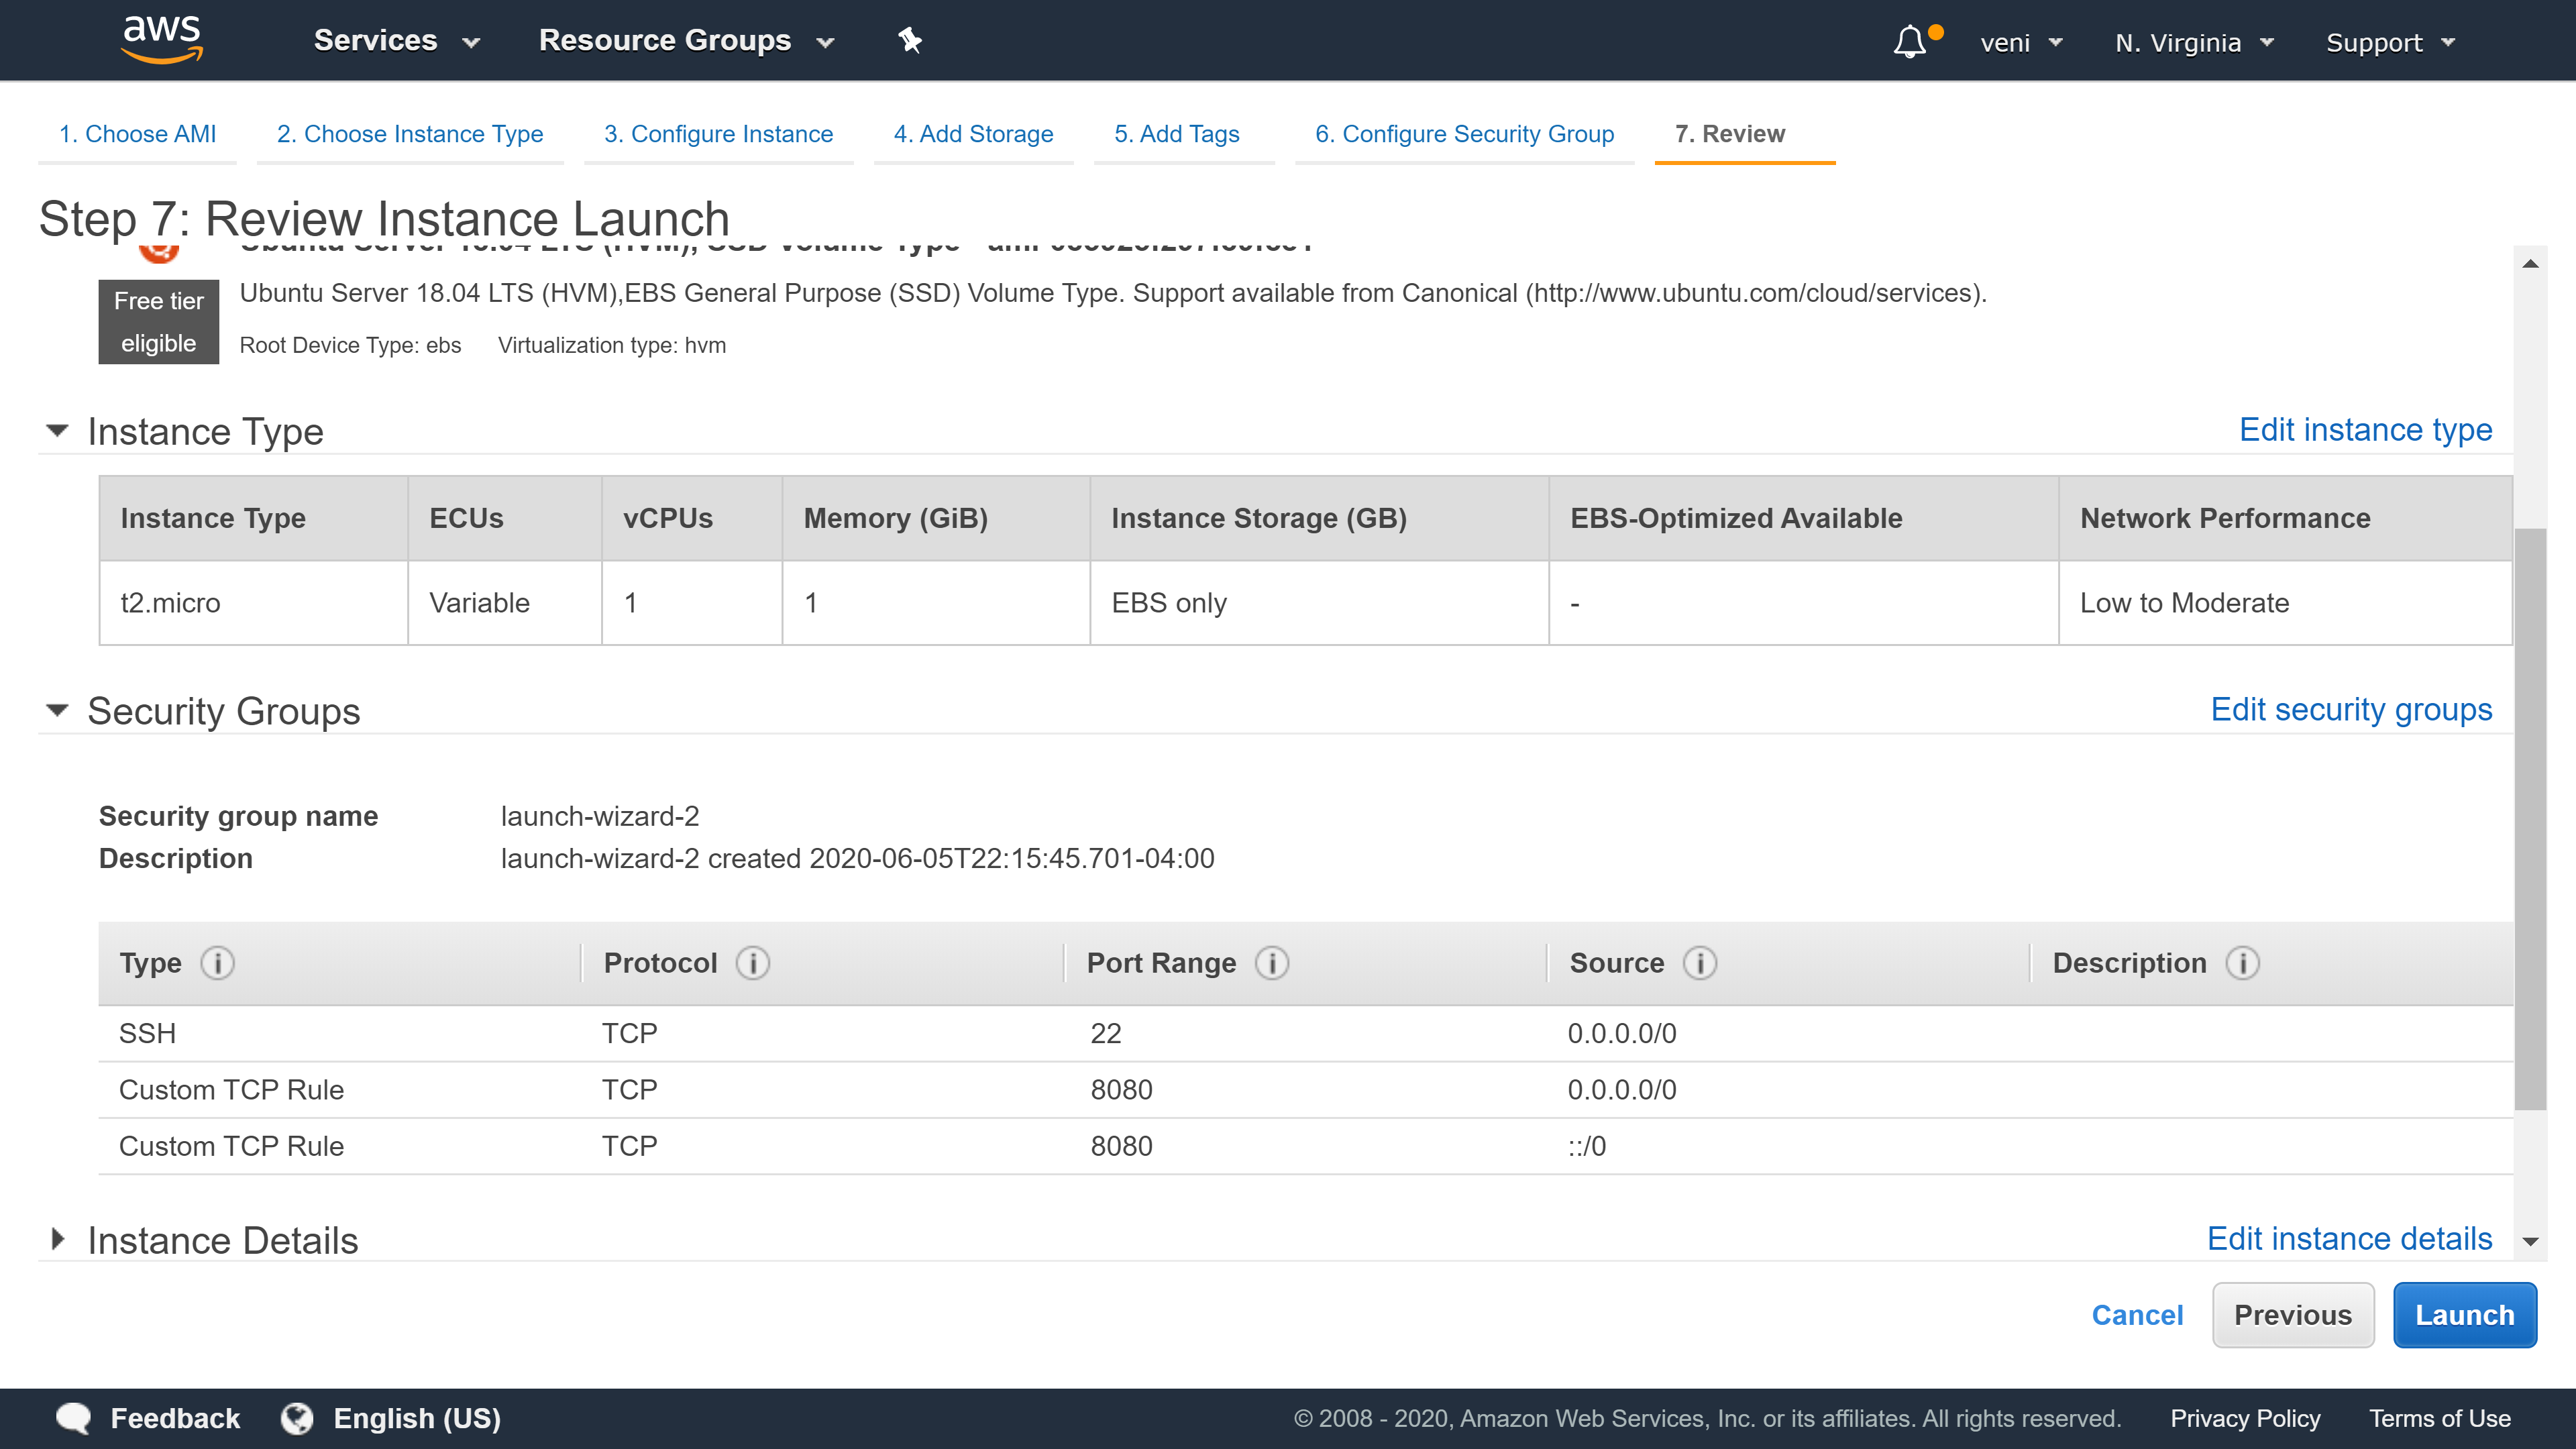 aws Services Resource Groups veni N. Virginia Support
1. Choose AMI 2. Choose Instance Type 3. Configure Instance 4. Add Storage 5. Add Tags 6. Configure Security Group 7. Review
Step 7: Review Instance Launch
Free tier eligible
Ubuntu Server 18.04 LTS (HVM),EBS General Purpose (SSD) Volume Type. Support available from Canonical (http://www.ubuntu.com/cloud/services).
Root Device Type: ebs Virtualization type: hvm
Instance Type Edit instance type
Instance Type ECUs vCPUs Memory (GiB) Instance Storage (GB) EBS-Optimized Available Network Performance
t2.micro Variable 1 1 EBS only - Low to Moderate
Security Groups Edit security groups
Security group name launch-wizard-2
Description launch-wizard-2 created 2020-06-05T22:15:45.701-04:00
Type Protocol Port Range Source Description
SSH TCP 22 0.0.0.0/0
Custom TCP Rule TCP 8080 0.0.0.0/0
Custom TCP Rule TCP 8080 ::/0
Instance Details Edit instance details
Cancel Previous Launch
Feedback English (US) © 2008 - 2020, Amazon Web Services, Inc. or its affiliates. All rights reserved. Privacy Policy Terms of Use